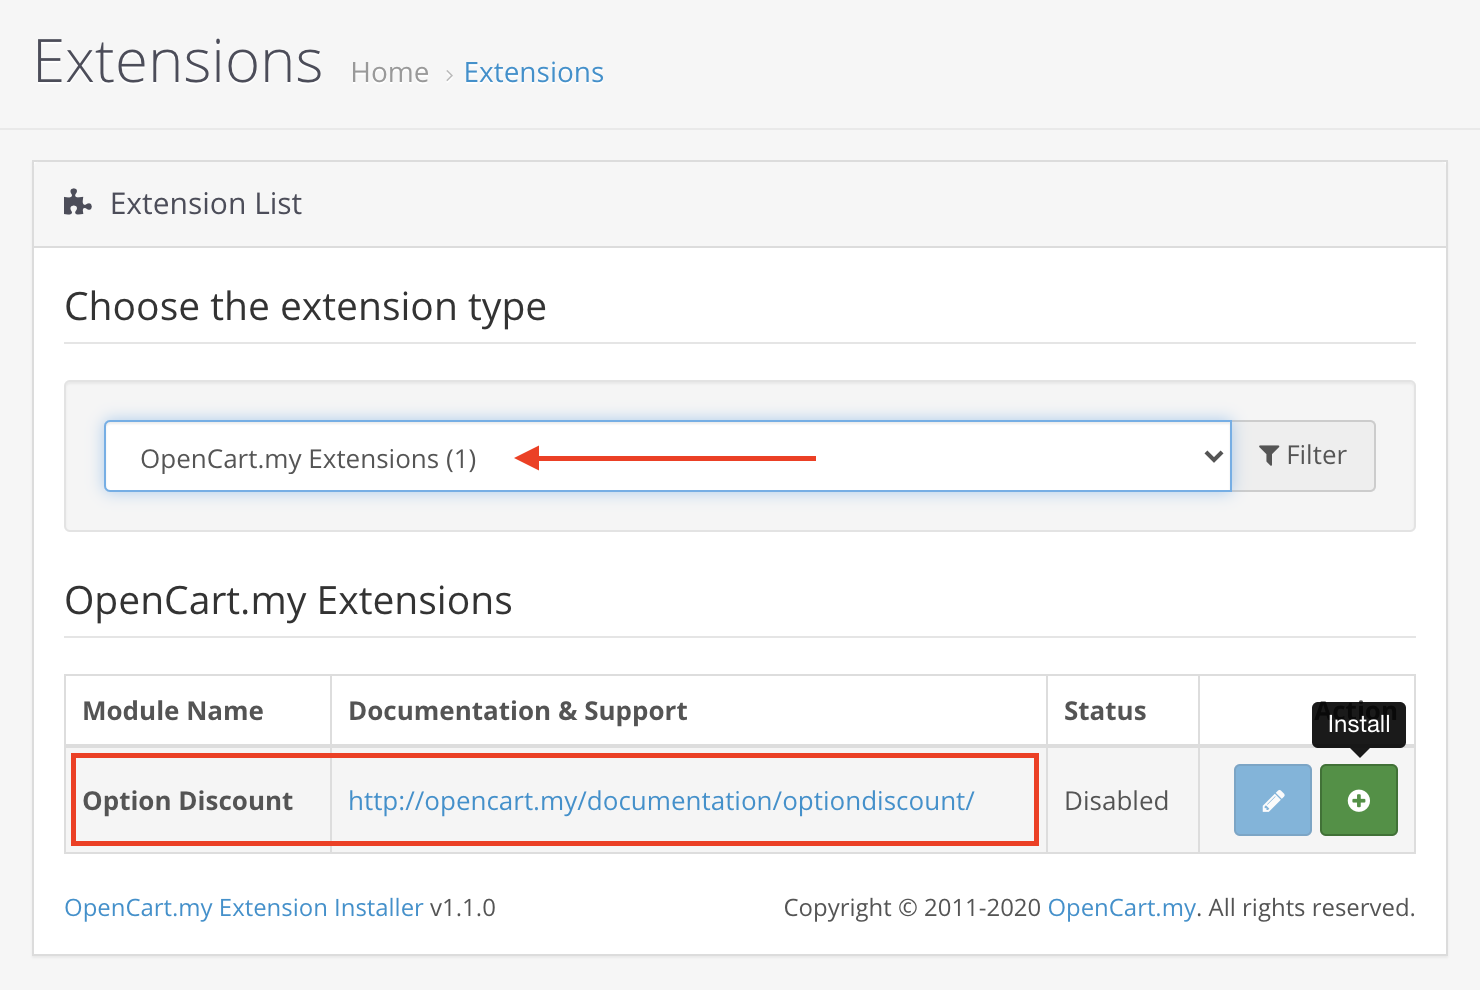 Extensions Home › Extensions
Extension List
Choose the extension type
OpenCart.my Extensions (1) Filter
OpenCart.my Extensions
Module Name Documentation & Support Status Action
Install
Option Discount http://opencart.my/documentation/optiondiscount/ Disabled
OpenCart.my Extension Installer v1.1.0 Copyright © 2011-2020 OpenCart.my. All rights reserved.